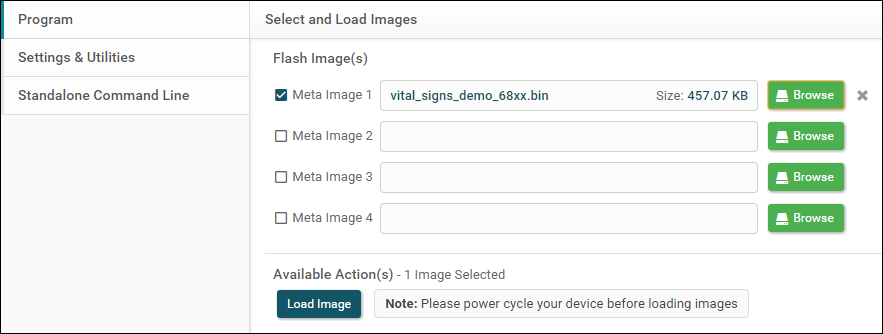 Program
Select and Load Images
Settings & Utilities
Flash Image(s)
Standalone Command Line
Meta Image 1 vital_signs_demo_68xx.bin Size: 457.07 KB Browse
Meta Image 2 Browse
Meta Image 3 Browse
Meta Image 4 Browse
Available Action(s) - 1 Image Selected
Load Image Note: Please power cycle your device before loading images